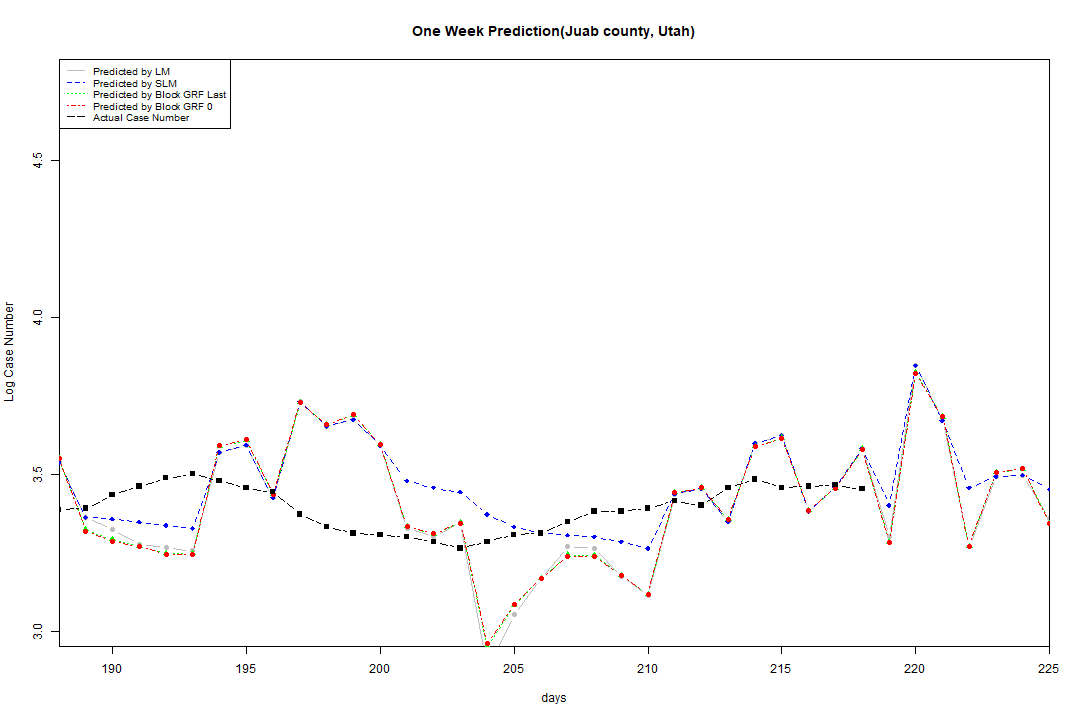 One Week Prediction(Juab county, Utah)
Predicted by LM
Predicted by SLM
Predicted by Block GRF Last
Predicted by Block GRF 0
Actual Case Number
4.5
4.0
3.5
3.0
Log Case Number
190 195 200 205 210 215 220 225
days